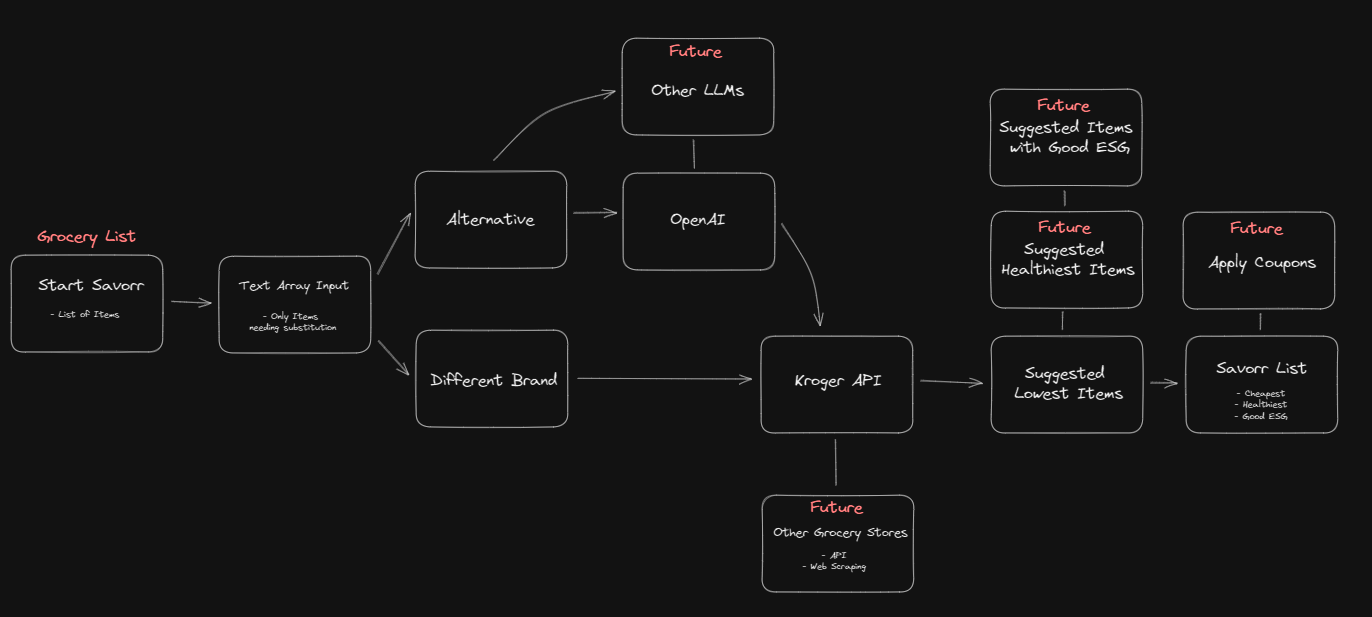 Grocery List
Start Savorr
- List of Items
Text Array Input
- Only Items
needing substitution
Alternative
Different Brand
Future
Other LLMs
OpenAI
Kroger API
Future
Other Grocery Stores
- API
- Web Scraping
Future
Suggested Items
with Good ESG
Future
Suggested
Healthiest Items
Suggested
Lowest Items
Future
Apply Coupons
Savorr List
- Cheapest
- Healthiest
- Good ESG